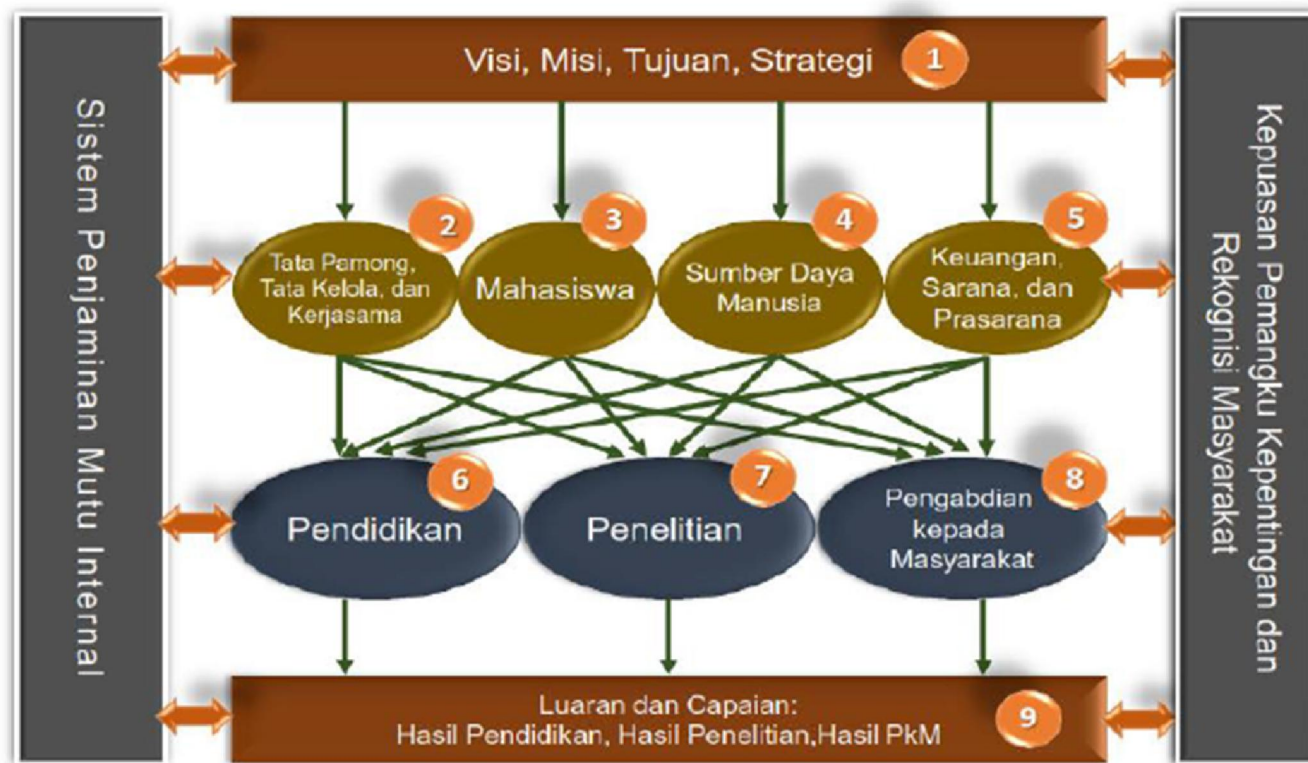 Sistem Penjaminan Mutu Internal
Visi, Misi, Tujuan, Strategi
1
2
Tata Pamong,
Tata Kelola, dan
Kerjasama
3
Mahasiswa
4
Sumber Daya
Manusia
5
Keuangan,
Sarana, dan
Prasarana
6
Pendidikan
7
Penelitian
8
Pengabdian
kepada
Masyarakat
Luaran dan Capaian:
Hasil Pendidikan, Hasil Penelitian,Hasil PkM
9
Kepuasan Pemangku Kepentingan dan
Rekognisi Masyarakat